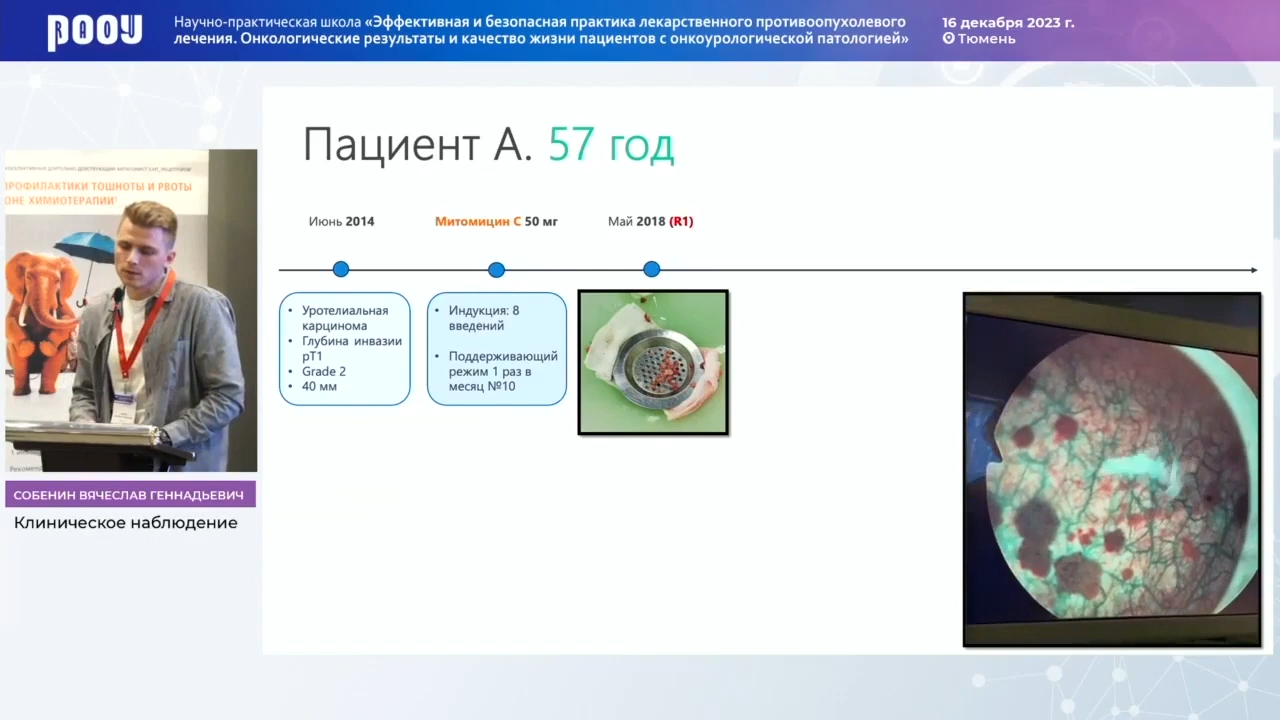 РАОУ
RAOU
Научно-практическая школа «Эффективная и безопасная практика лекарственного противоопухолевого
лечения. Онкологические результаты и качество жизни пациентов с онкоурологической патологией»
16 декабря 2023 г.
Тюмень
ПРОФИЛАКТИКИ ТОШНОТЫ И РВОТЫ
ОНЕ ХИМИОТЕРАПИИ
СОБЕНИН ВЯЧЕСЛАВ ГЕННАДЬЕВИЧ
Клиническое наблюдение
Пациент А. 57 год
Июнь 2014
Митомицин С 50 мг
Май 2018 (R1)
• Уротелиальная
карцинома
• Глубина инвазии
pT1
• Grade 2
• 40 мм
• Индукция: 8
введений
• Поддерживающий
режим 1 раз в
месяц №10